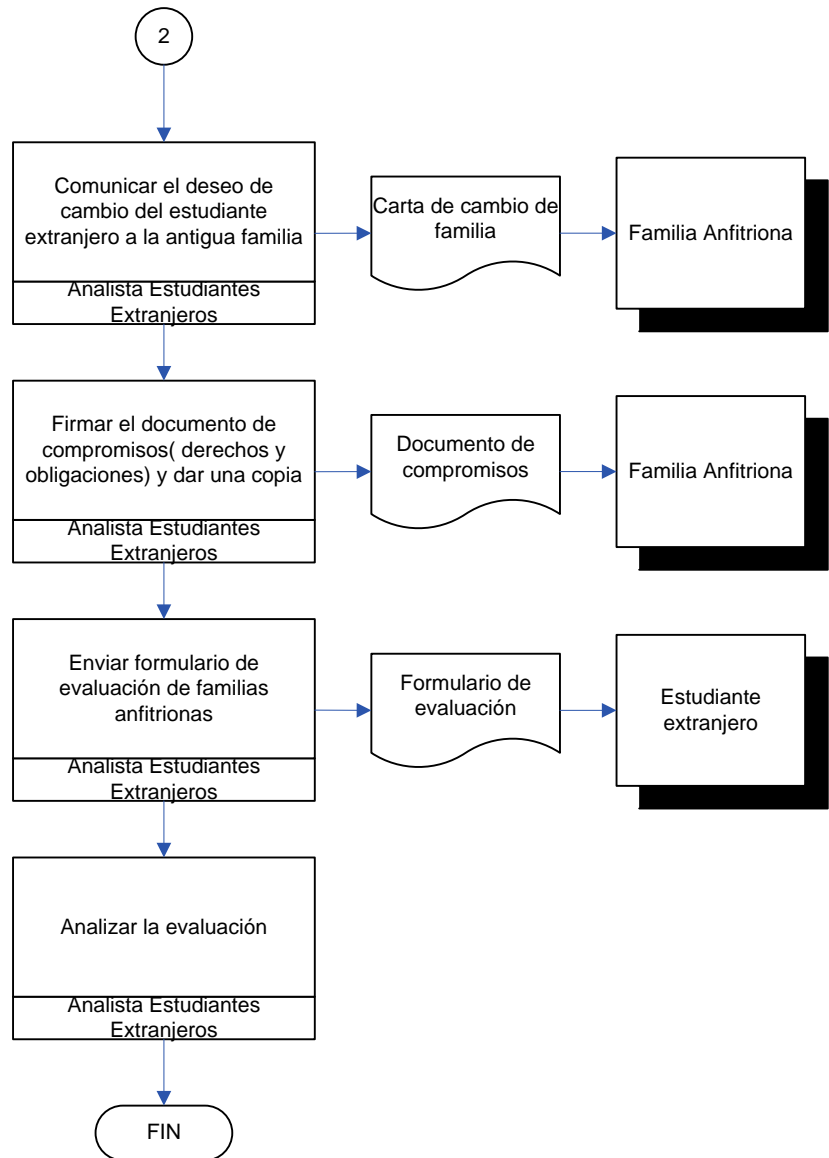 2
Comunicar el deseo de
cambio del estudiante
extranjero a la antigua familia
Analista Estudiantes
Extranjeros
Carta de cambio de
familia
Familia Anfitriona
Firmar el documento de
compromisos( derechos y
obligaciones) y dar una copia
Analista Estudiantes
Extranjeros
Documento de
compromisos
Familia Anfitriona
Enviar formulario de
evaluación de familias
anfitrionas
Analista Estudiantes
Extranjeros
Formulario de
evaluación
Estudiante
extranjero
Analizar la evaluación
Analista Estudiantes
Extranjeros
FIN